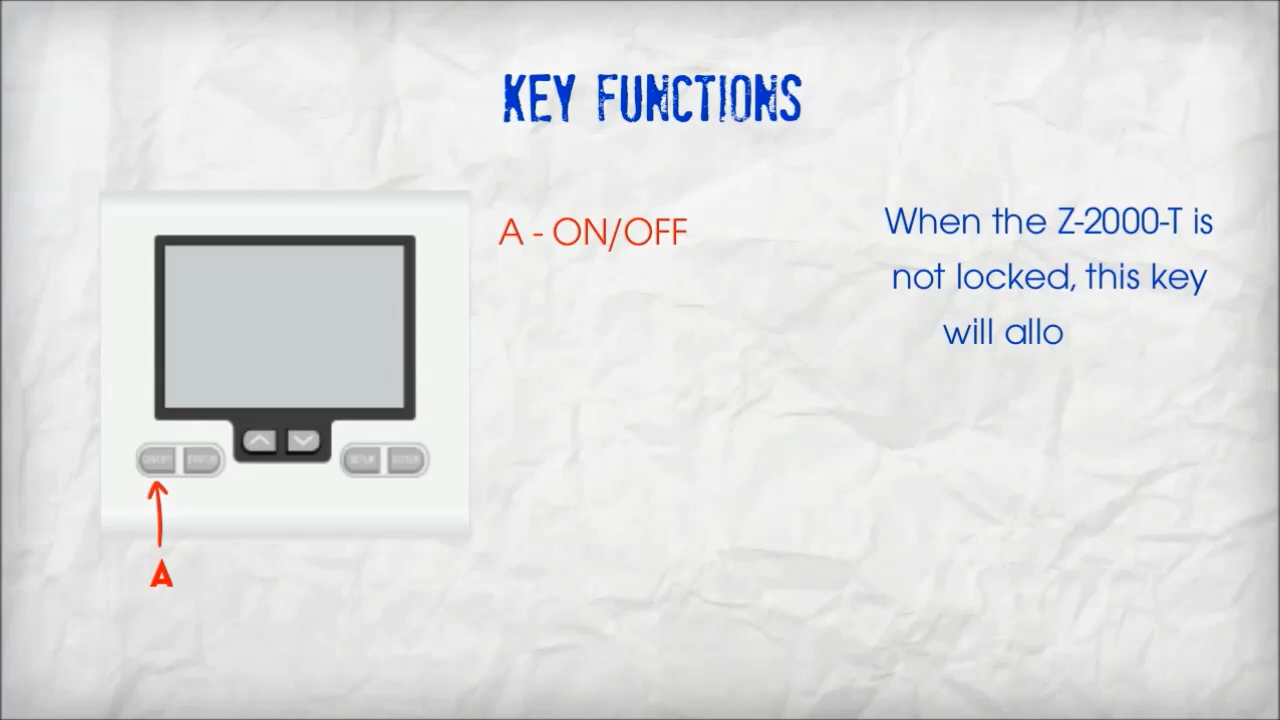 KEY FUNCTIONS
A - ON/OFF
When the Z-2000-T is
not locked, this key
will allo
A